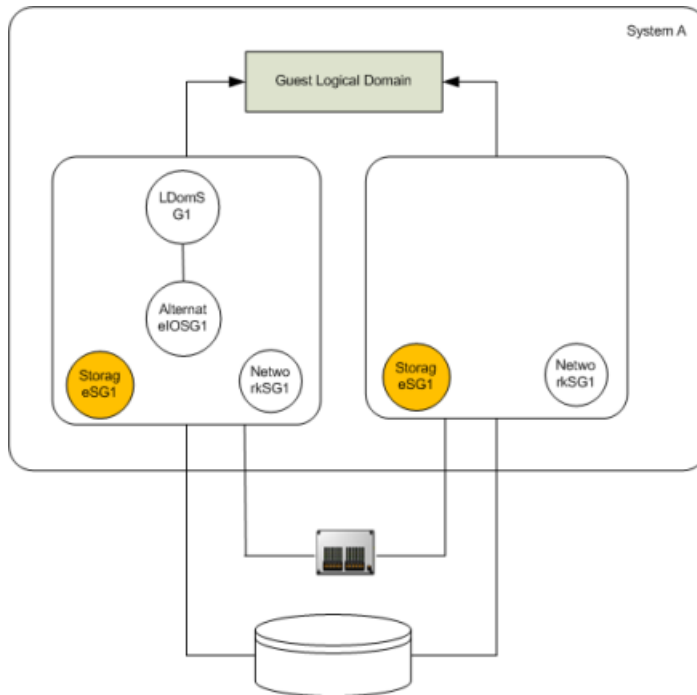 System A
Guest Logical Domain
LDomS
G1
Alternat
eIOSG1
Storag
eSG1
Netwo
rkSG1
Storag
eSG1
Netwo
rkSG1